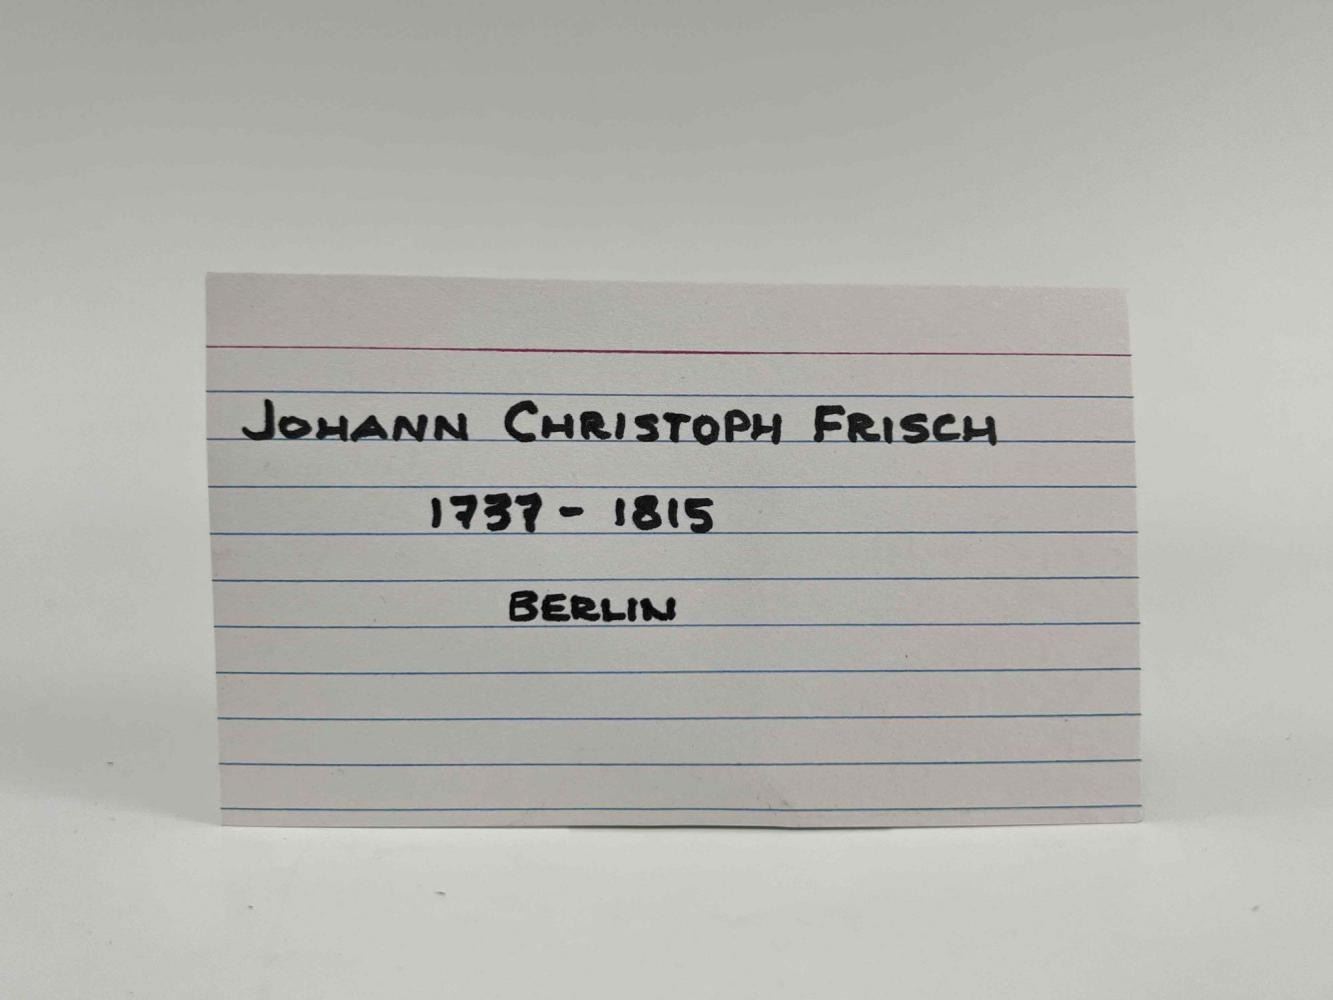 JOHANN CHRISTOPH FRISCH
1737 - 1815
BERLIN